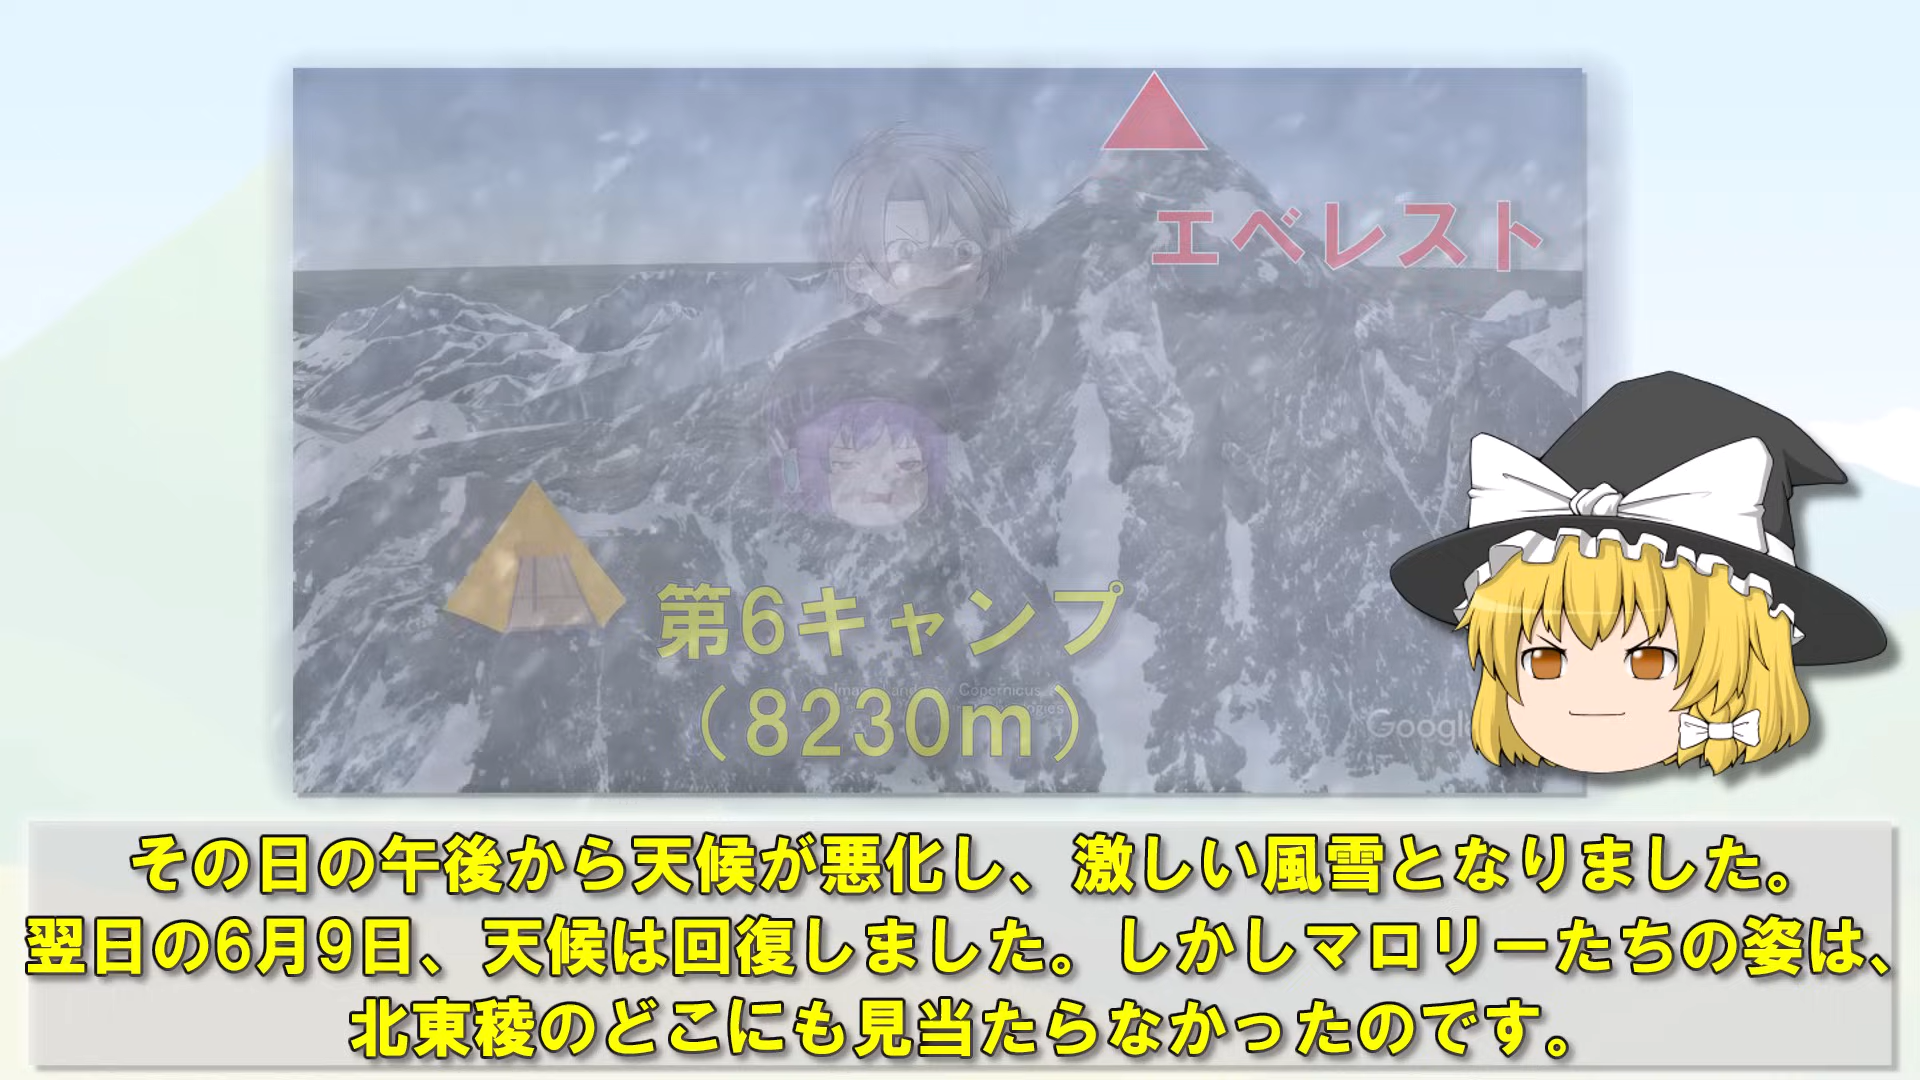 エベレスト
第6キャンプ
（8230m）
Google
その日の午後から天候が悪化し、激しい風雪となりました。
翌日の6月9日、天候は回復しました。しかしマロリーたちの姿は、
北東稜のどこにも見当たらなかったのです。